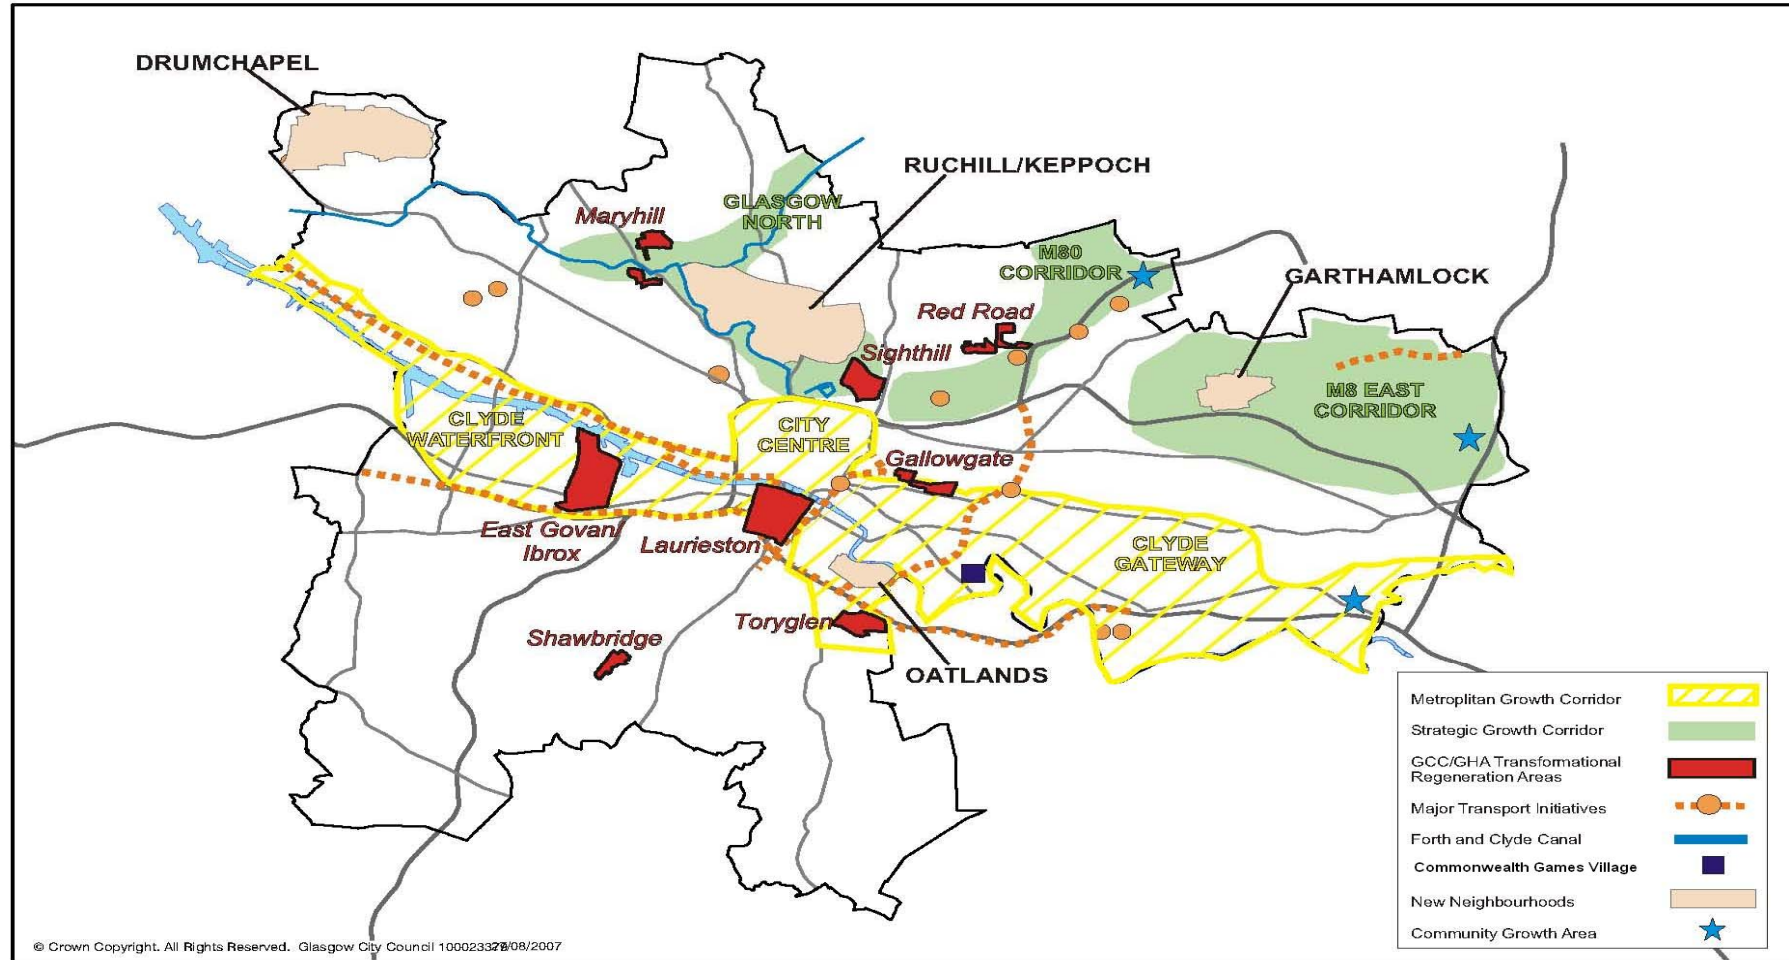 DRUMCHAPEL
RUCHILL/KEPPOCH
GLASGOW
NORTH
Maryhill
M80
CORRIDOR
GARTHAMLOCK
Red Road
Sighthill
M8 EAST
CORRIDOR
CLYDE
WATERFRONT
CITY
CENTRE
Gallowgate
East Govan/
Ibrox
Laurieston
CLYDE
GATEWAY
Toryglen
Shawbridge
OATLANDS
Metroplitan Growth Corridor
Strategic Growth Corridor
GCC/GHA Transformational
Regeneration Areas
Major Transport Initiatives
Forth and Clyde Canal
Commonwealth Games Village
New Neighbourhoods
Community Growth Area
© Crown Copyright. All Rights Reserved. Glasgow City Council /08/2007